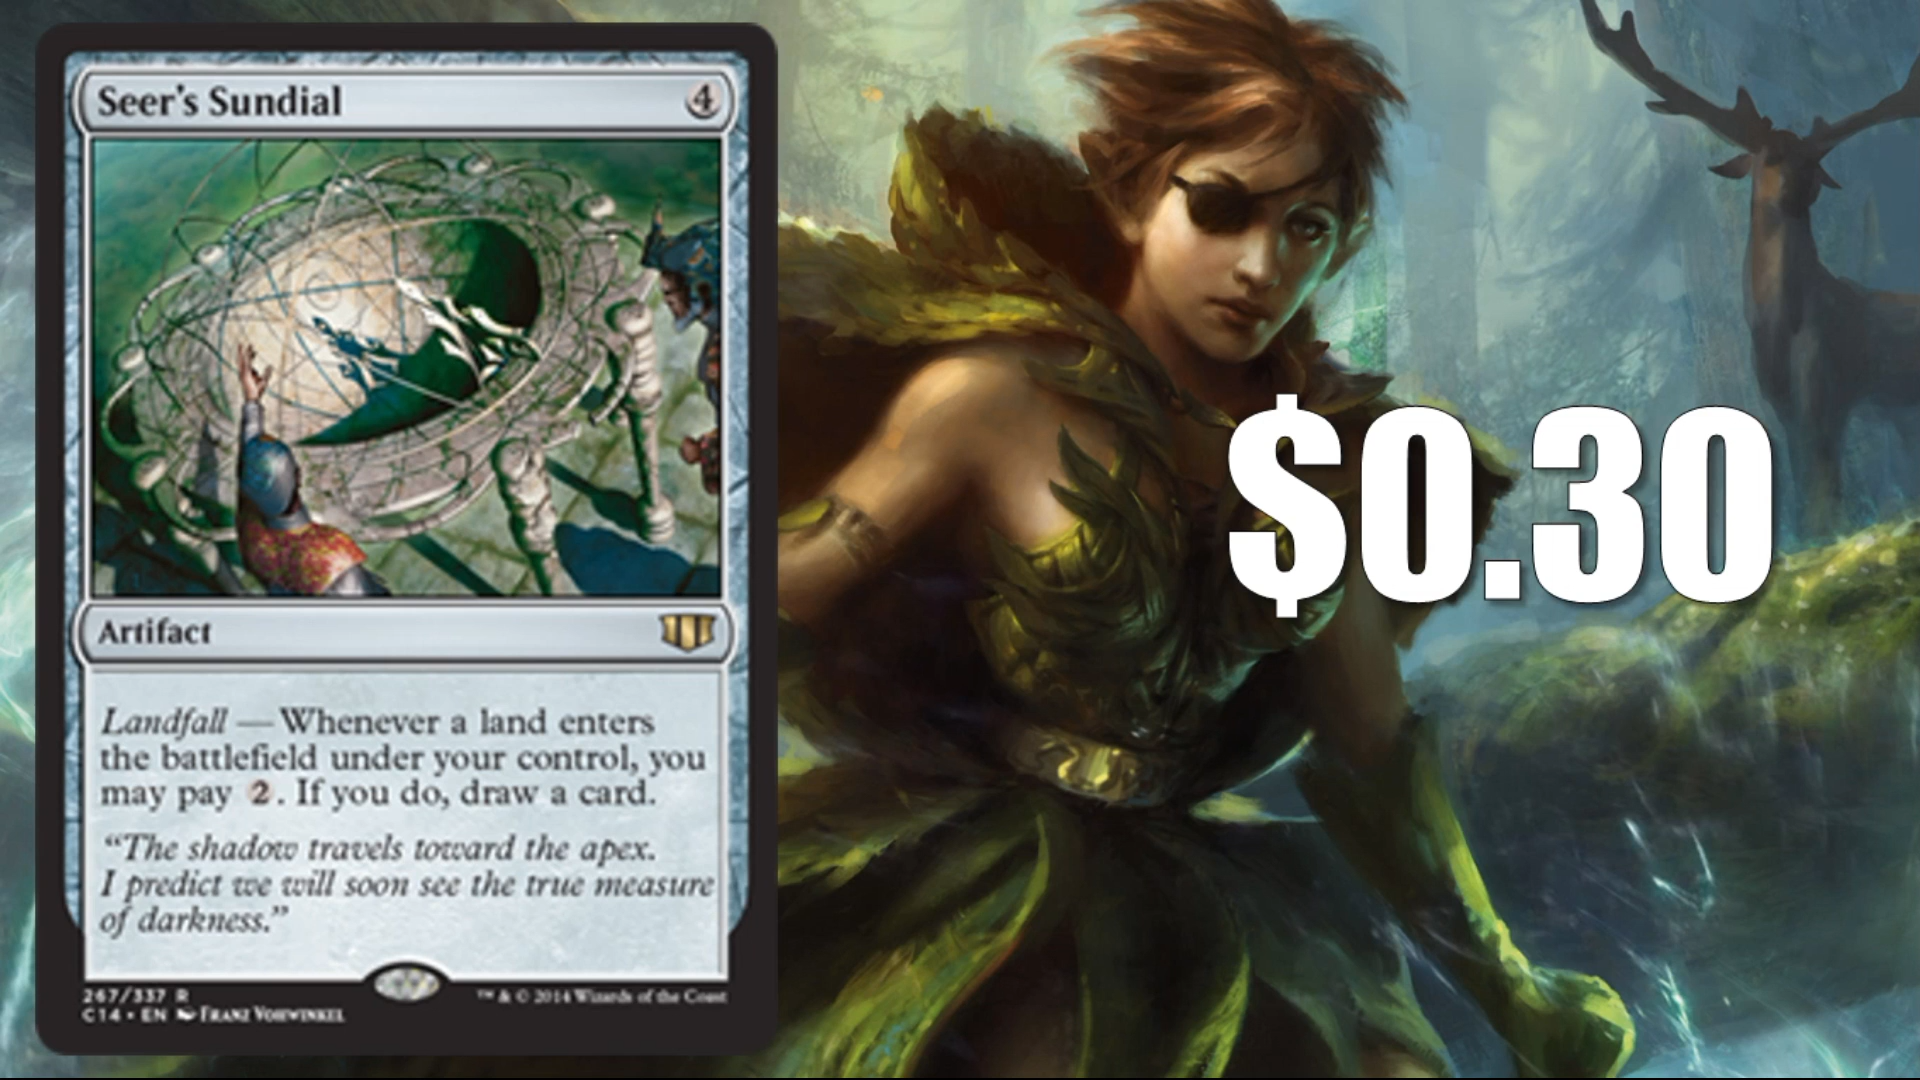 Seer's Sundial 4
Artifact
Landfall — Whenever a land enters
the battlefield under your control, you
may pay 2. If you do, draw a card.
"The shadow travels toward the apex.
I predict we will soon see the true measure
of darkness."
267/337 R
™ & © 2014 Wizards of the Coast
C14 • EN Franz Vohwinkel
$0.30